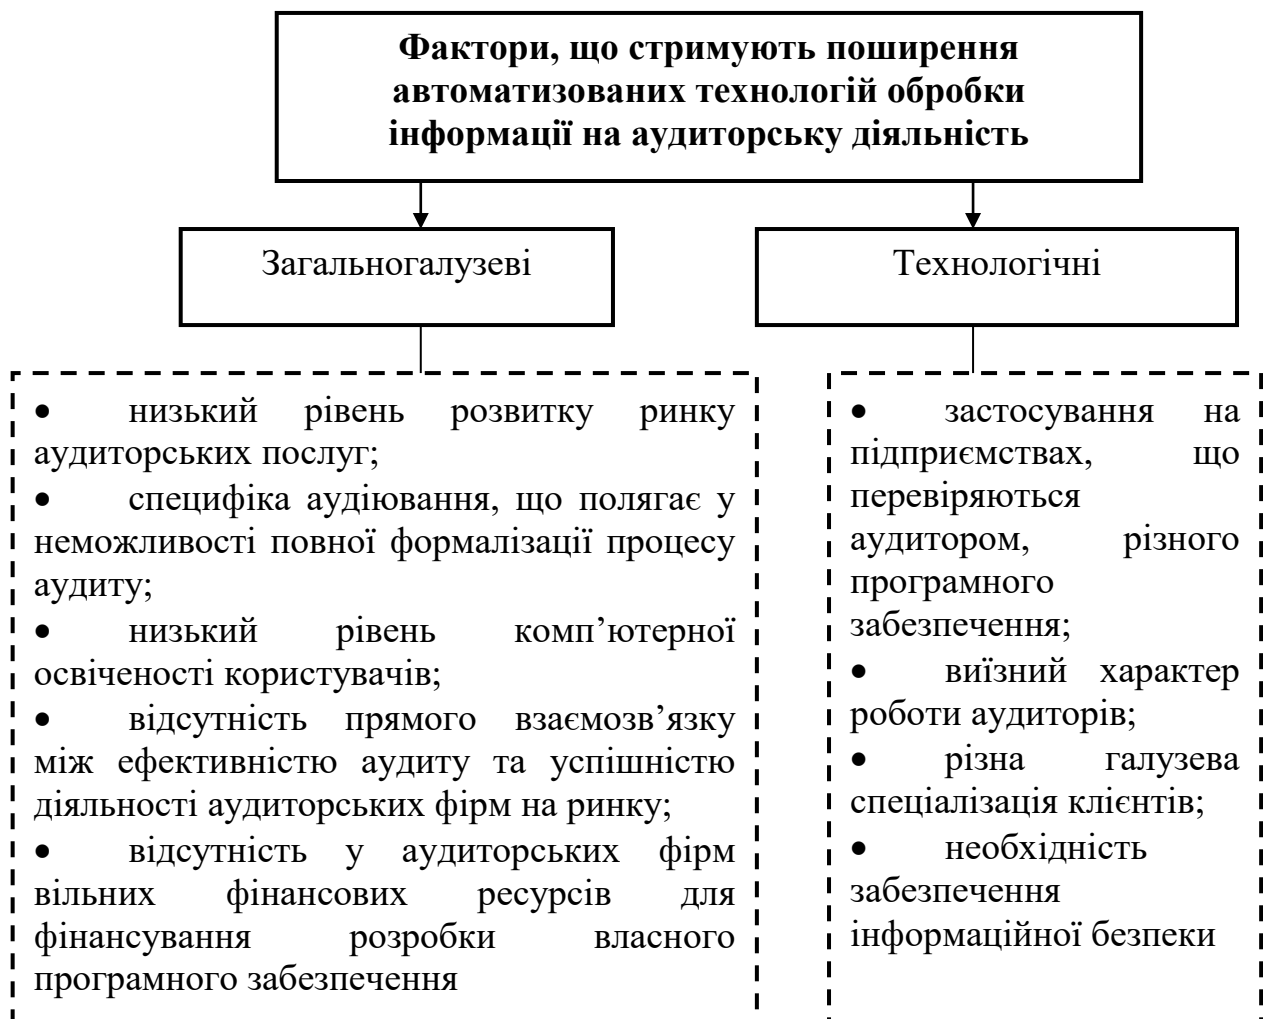 Фактори, що стримують поширення
автоматизованих технологій обробки
інформації на аудиторську діяльність
Загальногалузеві
Технологічні
• низький рівень розвитку ринку
аудиторських послуг;
• специфіка аудіювання, що полягає у
неможливості повної формалізації процесу
аудиту;
• низький рівень комп’ютерної
освіченості користувачів;
• відсутність прямого взаємозв’язку
між ефективністю аудиту та успішністю
діяльності аудиторських фірм на ринку;
• відсутність у аудиторських фірм
вільних фінансових ресурсів для
фінансування розробки власного
програмного забезпечення
• застосування на
підприємствах, що
перевіряються
аудитором, різного
програмного
забезпечення;
• виїзний характер
роботи аудиторів;
• різна галузева
спеціалізація клієнтів;
• необхідність
забезпечення
інформаційної безпеки